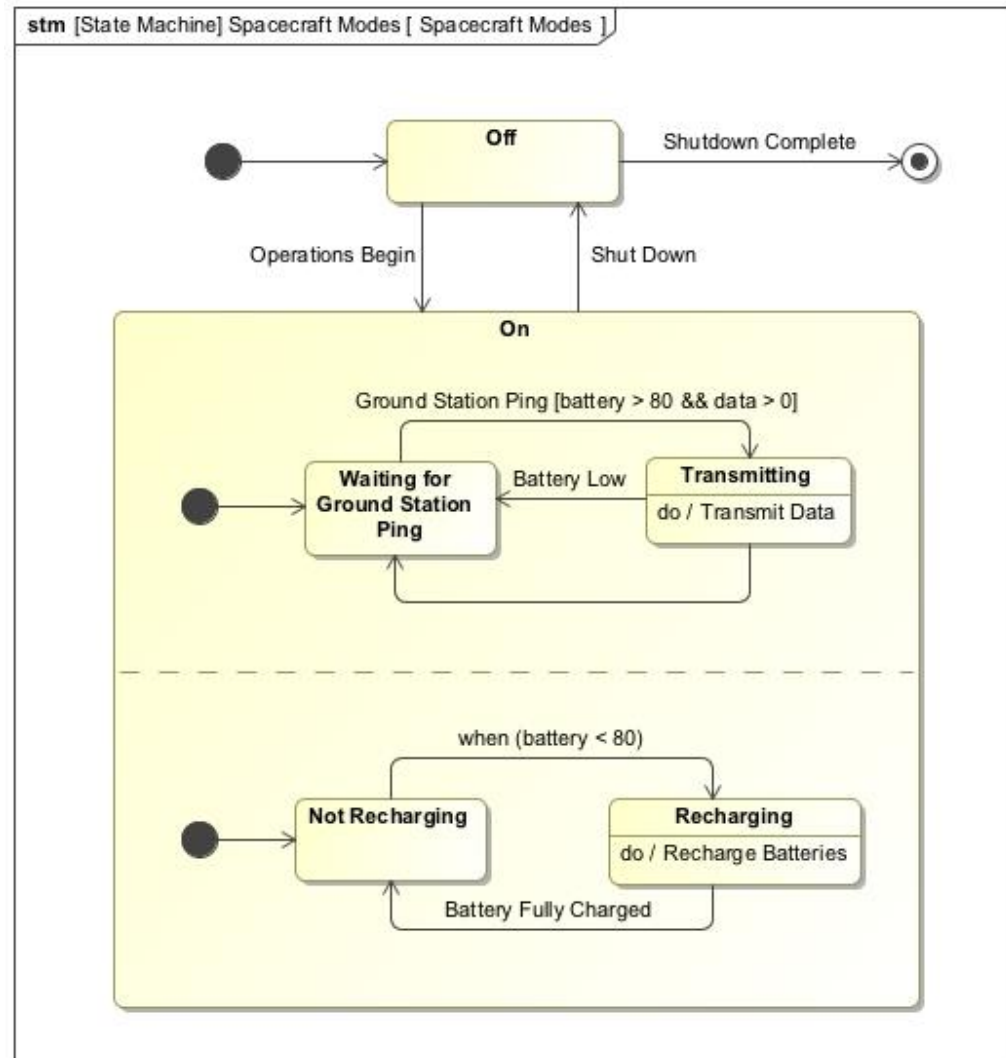 stm [State Machine] Spacecraft Modes [ Spacecraft Modes ]
Off
Shutdown Complete
Operations Begin
Shut Down
On
Ground Station Ping [battery > 80 && data > 0]
Waiting for
Ground Station
Ping
Battery Low
Transmitting
do / Transmit Data
when (battery < 80)
Not Recharging
Recharging
do / Recharge Batteries
Battery Fully Charged